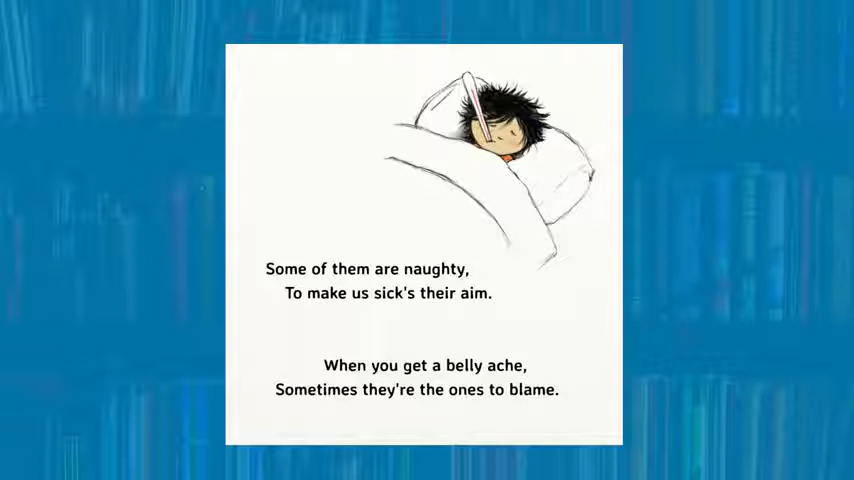 Some of them are naughty,
To make us sick's their aim.
When you get a belly ache,
Sometimes they're the ones to blame.